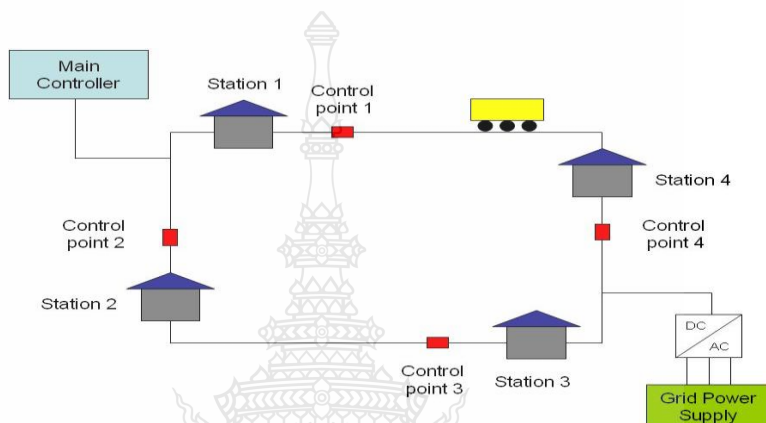 Main
Controller
Station 1
Control
point 1
Station 4
Control
point 2
Control
point 4
Station 2
DC
AC
Control
point 3
Station 3
Grid Power
Supply